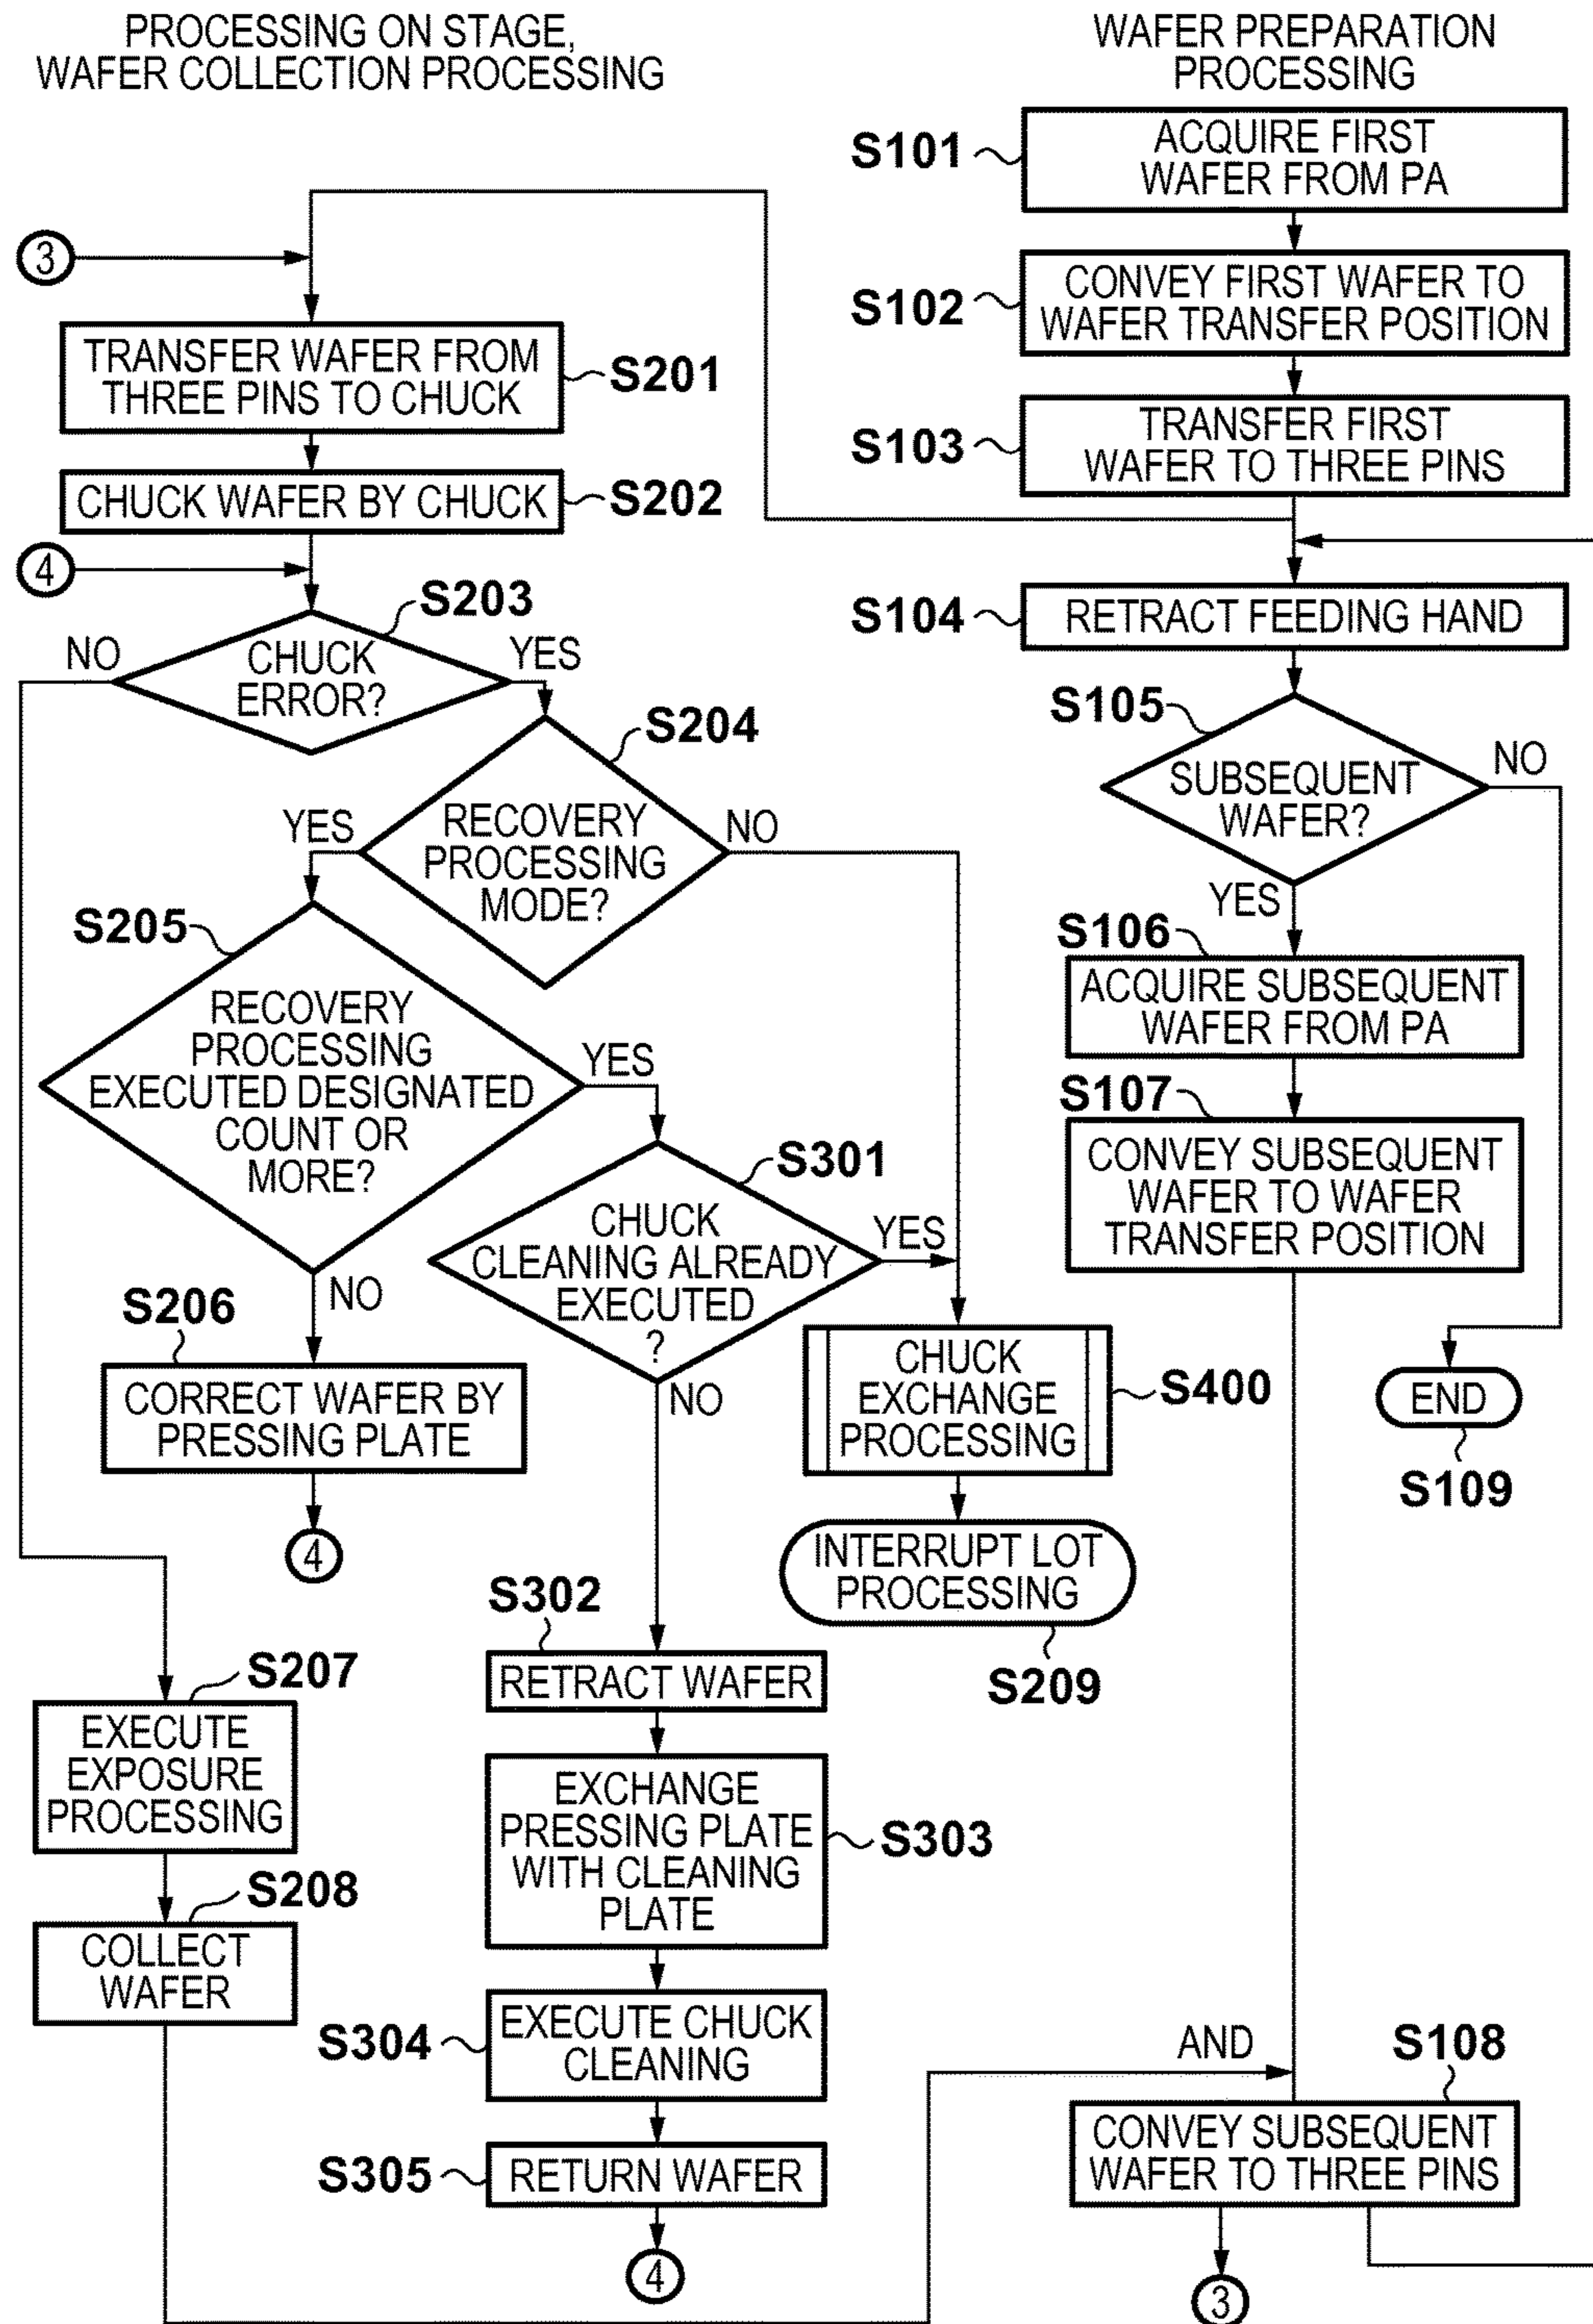 PROCESSING ON STAGE,
WAFER COLLECTION PROCESSING
3
TRANSFER WAFER FROM
THREE PINS TO CHUCK
S201
CHUCK WAFER BY CHUCK
S202
4
S203
CHUCK
ERROR?
NO
YES
S204
RECOVERY
PROCESSING
MODE?
YES
NO
S205
RECOVERY
PROCESSING
EXECUTED DESIGNATED
COUNT OR
MORE?
YES
NO
S301
CHUCK
CLEANING ALREADY
EXECUTED
?
YES
NO
S206
CORRECT WAFER BY
PRESSING PLATE
4
CHUCK
EXCHANGE
PROCESSING
S400
INTERRUPT LOT
PROCESSING
S209
S207
EXECUTE
EXPOSURE
PROCESSING
S208
COLLECT
WAFER
S302
RETRACT WAFER
EXCHANGE
PRESSING PLATE
WITH CLEANING
PLATE
S303
S304
EXECUTE CHUCK
CLEANING
S305
RETURN WAFER
4
WAFER PREPARATION
PROCESSING
S101
ACQUIRE FIRST
WAFER FROM PA
S102
CONVEY FIRST WAFER TO
WAFER TRANSFER POSITION
S103
TRANSFER FIRST
WAFER TO THREE PINS
S104
RETRACT FEEDING HAND
S105
SUBSEQUENT
WAFER?
NO
YES
S106
ACQUIRE SUBSEQUENT
WAFER FROM PA
S107
CONVEY SUBSEQUENT
WAFER TO WAFER
TRANSFER POSITION
END
S109
AND
S108
CONVEY SUBSEQUENT
WAFER TO THREE PINS
3